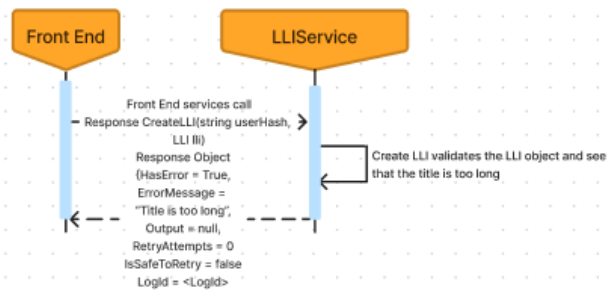 Front End
LLIService
Front End services call
Response CreateLLI(string userHash,
LLI lli)
Create LLI validates the LLI object and see
that the title is too long
Response Object
{HasError = True,
ErrorMessage =
"Title is too long",
Output = null,
RetryAttempts = 0
IsSafeToRetry = false
LogId = <LogId>